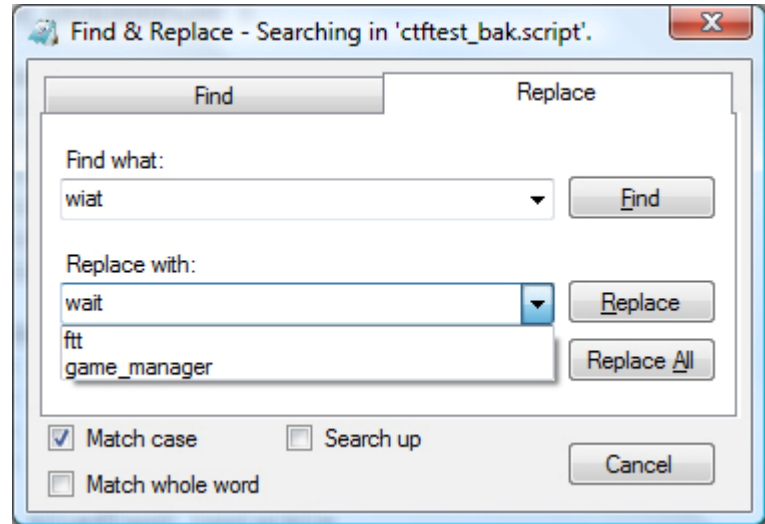 Find & Replace - Searching in 'ctftest_bak.script'.
Find
Replace
Find what:
wiat
Find
Replace with:
wait
Replace
ftt
game_manager
Replace All
Match case
Search up
Match whole word
Cancel